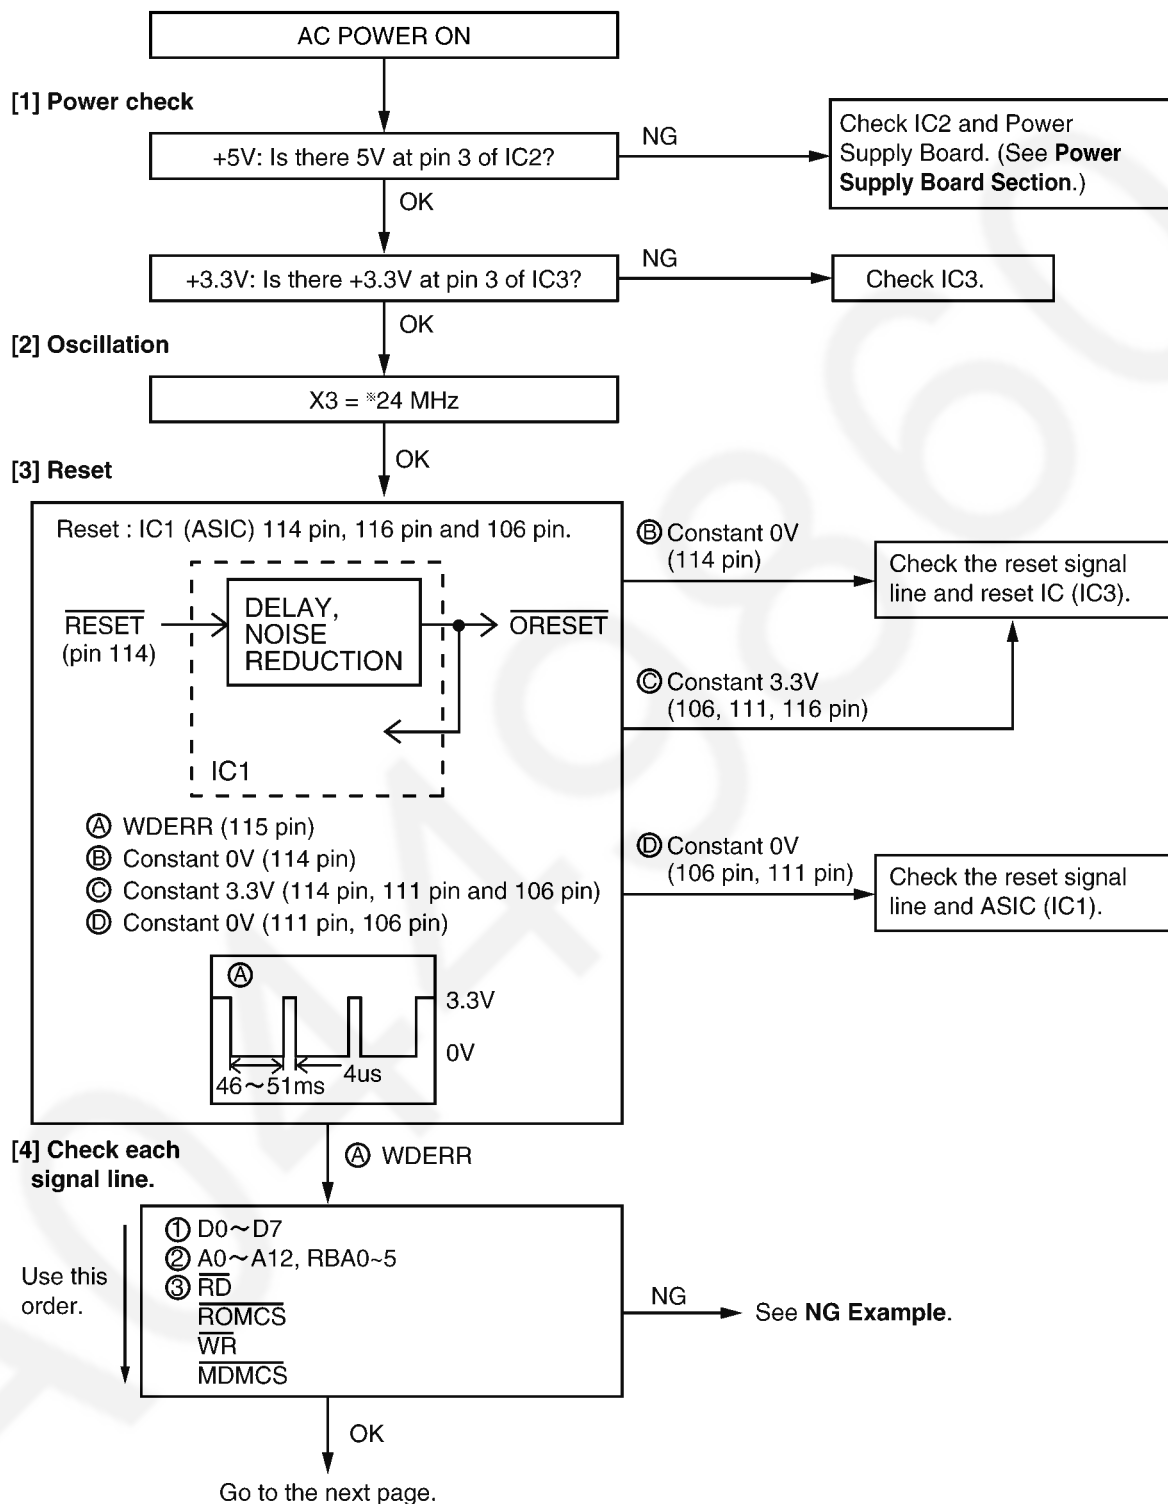 AC POWER ON
[1] Power check
+5V: Is there 5V at pin 3 of IC2?
NG
Check IC2 and Power
Supply Board. (See Power
Supply Board Section.)
OK
+3.3V: Is there +3.3V at pin 3 of IC3?
NG
Check IC3.
OK
[2] Oscillation
X3 = *24 MHz
OK
[3] Reset
Reset : IC1 (ASIC) 114 pin, 116 pin and 106 pin.
RESET
(pin 114)
DELAY,
NOISE
REDUCTION
ORESET
IC1
Ⓑ Constant 0V
(114 pin)
Check the reset signal
line and reset IC (IC3).
Ⓒ Constant 3.3V
(106, 111, 116 pin)
Ⓐ WDERR (115 pin)
Ⓑ Constant 0V (114 pin)
Ⓒ Constant 3.3V (114 pin, 111 pin and 106 pin)
Ⓓ Constant 0V (111 pin, 106 pin)
Ⓓ Constant 0V
(106 pin, 111 pin)
Check the reset signal
line and ASIC (IC1).
Ⓐ
3.3V
0V
46～51ms
4us
[4] Check each
signal line.
Ⓐ WDERR
Use this
order.
① D0～D7
② A0～A12, RBA0~5
③ RD
ROMCS
WR
MDMCS
NG
See NG Example.
OK
Go to the next page.